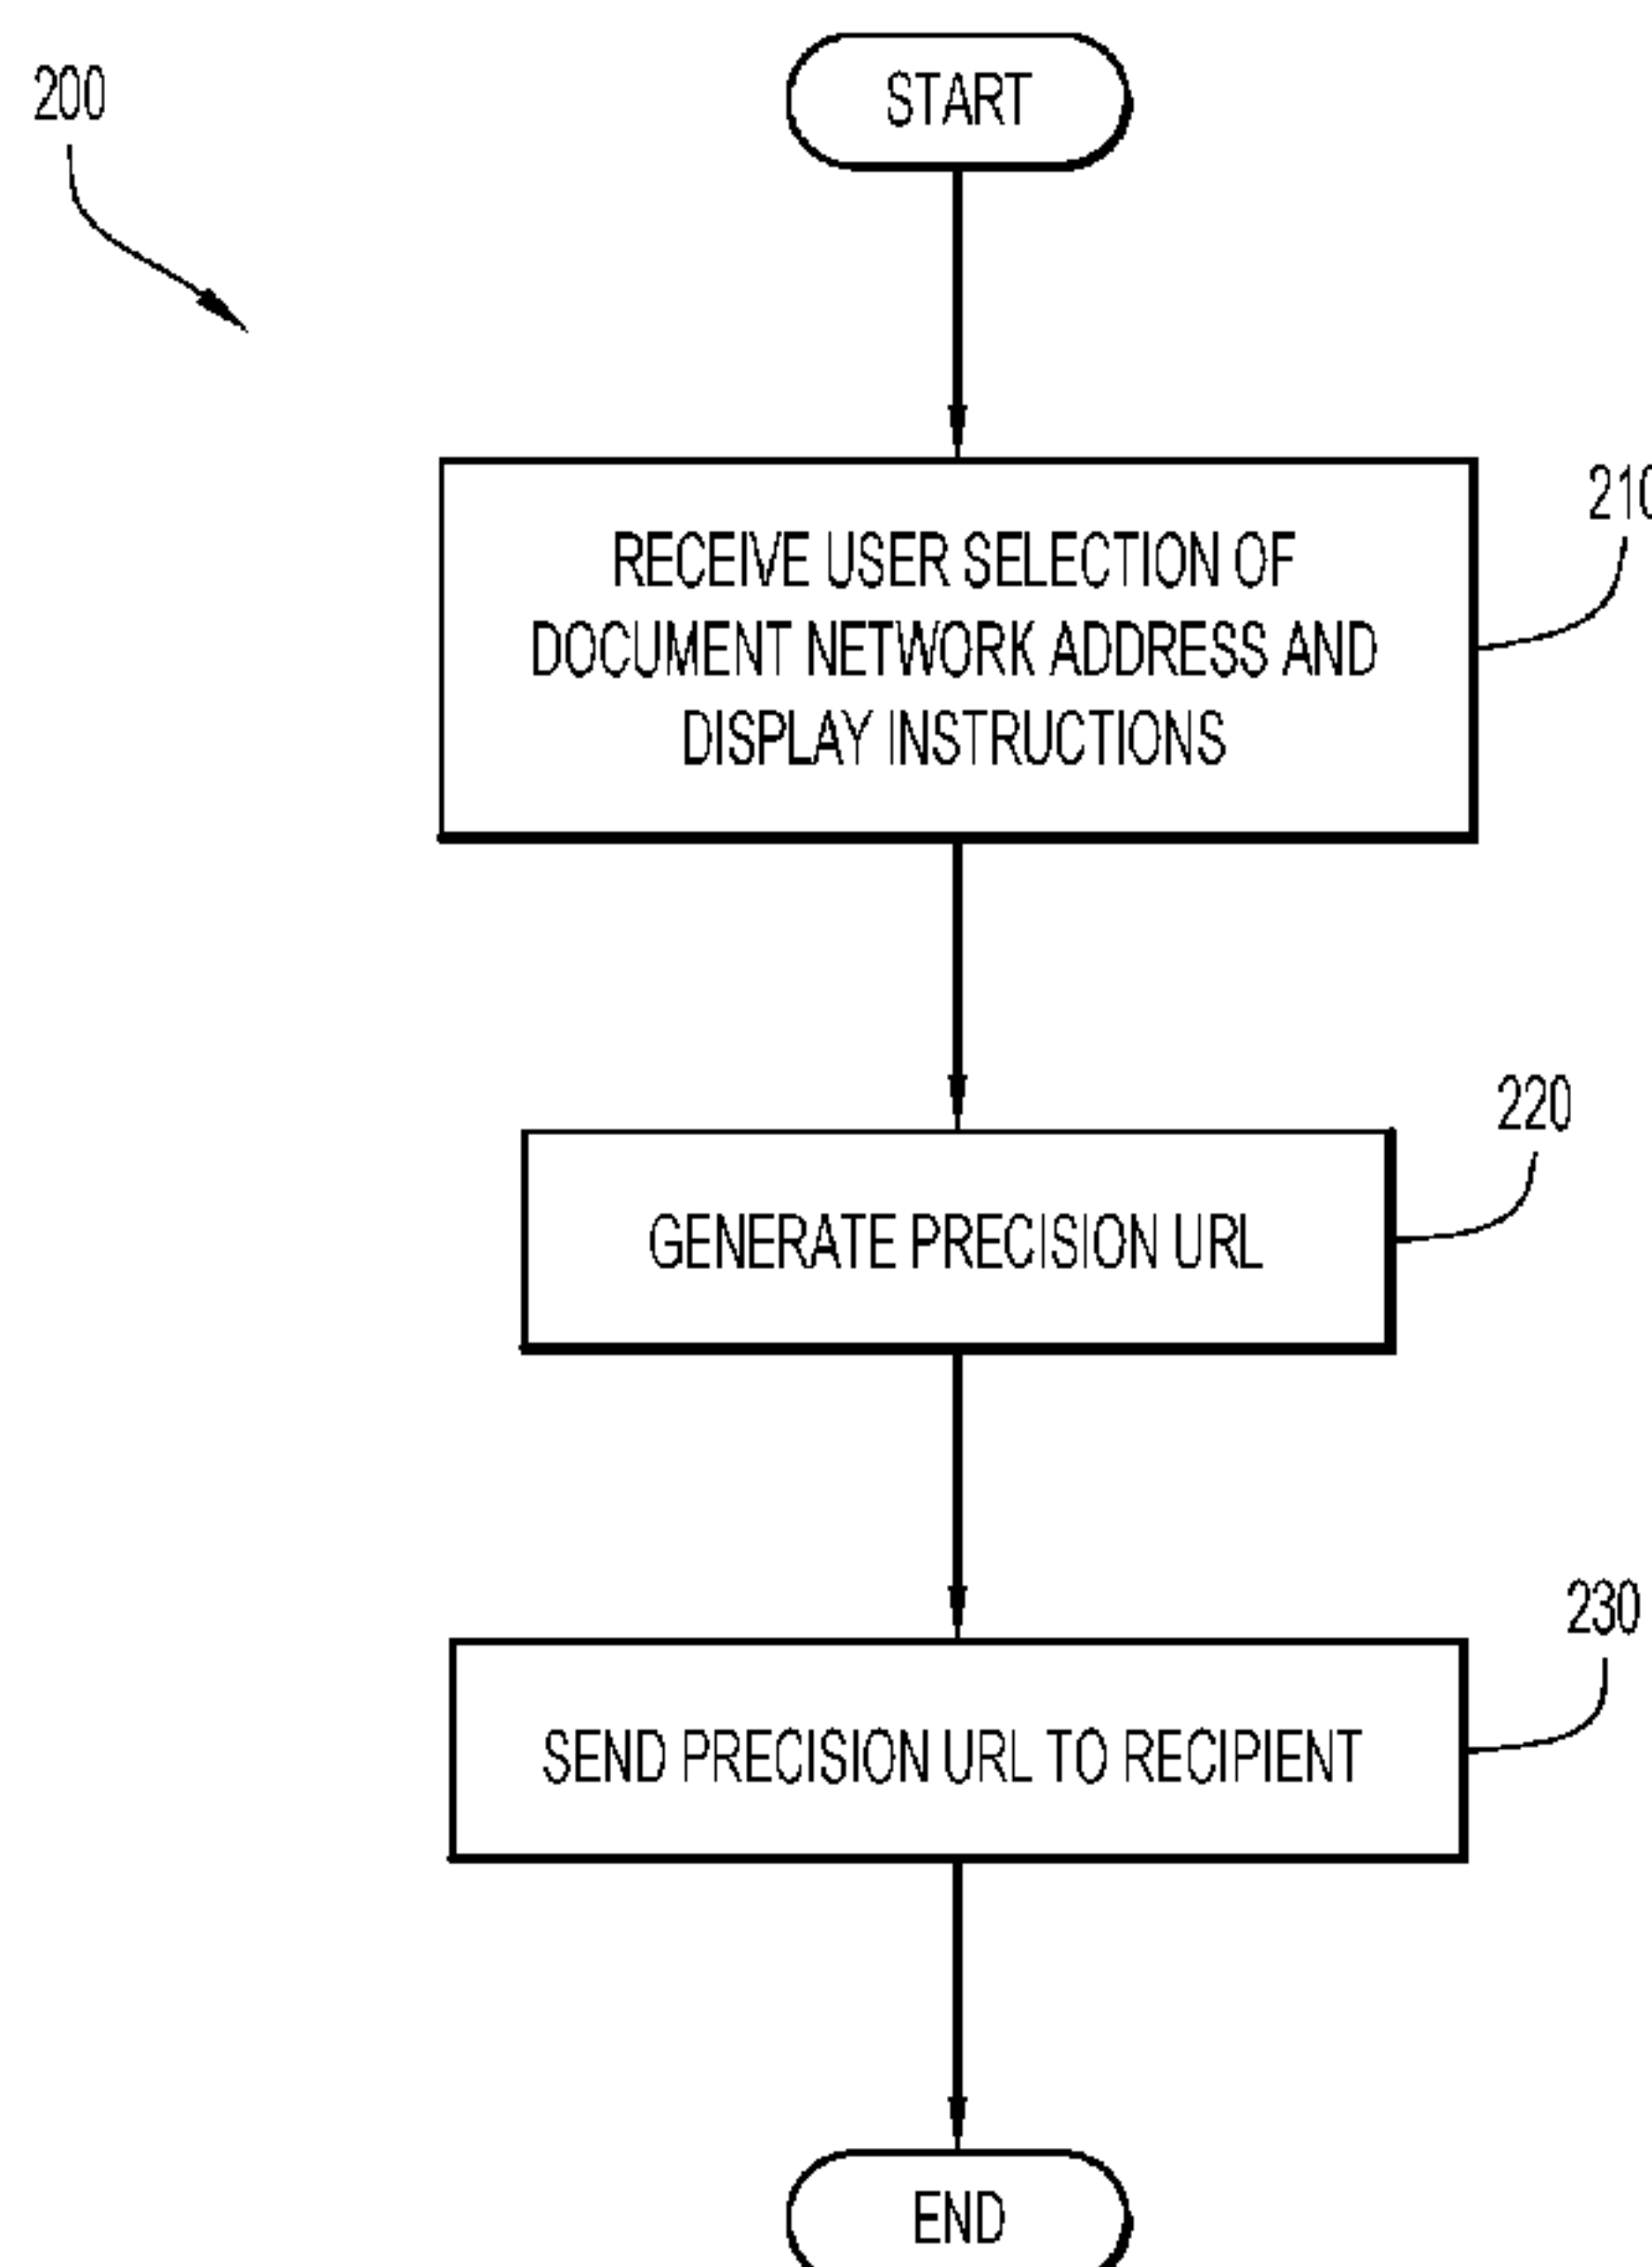 200
START
210
RECEIVE USER SELECTION OF
DOCUMENT NETWORK ADDRESS AND
DISPLAY INSTRUCTIONS
220
GENERATE PRECISION URL
230
SEND PRECISION URL TO RECIPIENT
END